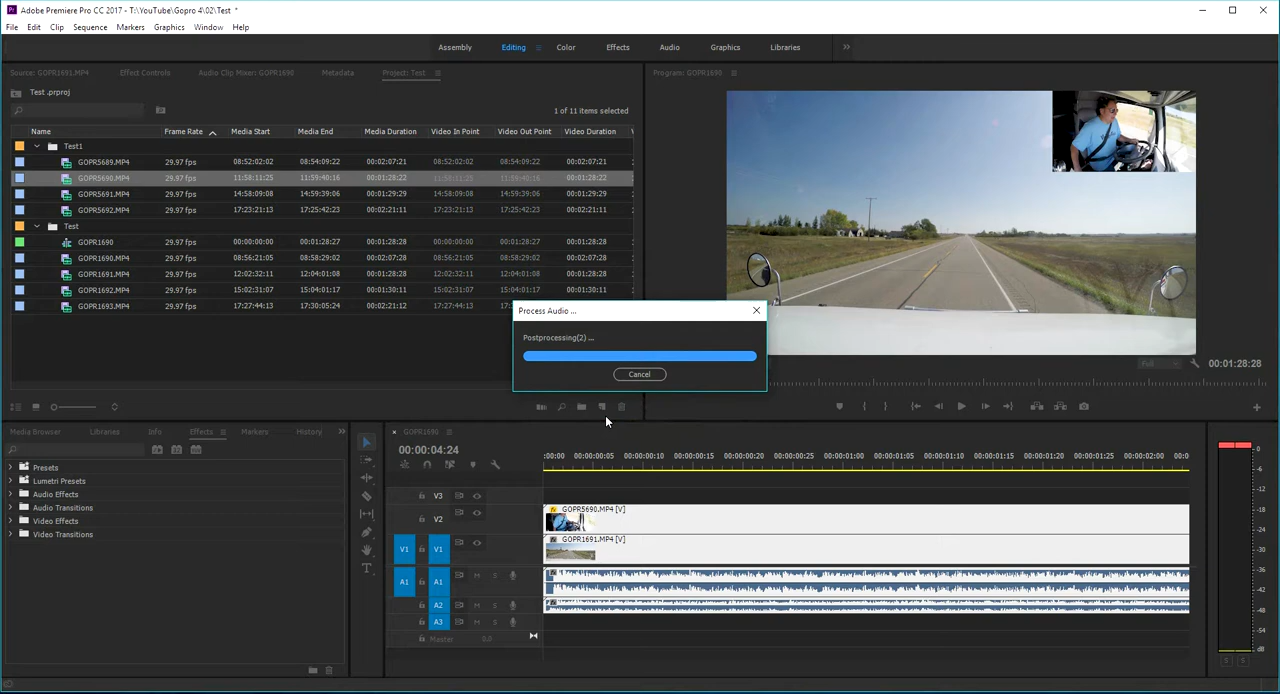 Adobe Premiere Pro CC 2017 - T:\YouTube\Gopro 4\02\Test *
File Edit Clip Sequence Markers Graphics Window Help
Assembly Editing Color Effects Audio Graphics Libraries
Source: GOPR1691.MP4 Effect Controls Audio Clip Mixer: GOPR1690 Metadata Project: Test
Program: GOPR1690
Test .prproj
1 of 11 items selected
Name Frame Rate Media Start Media End Media Duration Video In Point Video Out Point Video Duration
Test1
GOPR5689.MP4 29.97 fps 08:52:02:02 08:54:09:22 00:02:07:21 08:52:02:02 08:54:09:22 00:02:07:21
GOPR5690.MP4 29.97 fps 11:58:11:25 11:59:40:16 00:01:28:22 11:58:11:25 11:59:40:16 00:01:28:22
GOPR5691.MP4 29.97 fps 14:58:09:08 14:59:39:06 00:01:29:29 14:58:09:08 14:59:39:06 00:01:29:29
GOPR5692.MP4 29.97 fps 17:23:21:13 17:25:42:23 00:02:21:11 17:23:21:13 17:25:42:23 00:02:21:11
Test
GOPR1690 29.97 fps 00:00:00:00 00:01:28:27 00:01:28:28 00:00:00:00 00:01:28:27 00:01:28:28
GOPR1690.MP4 29.97 fps 08:56:21:05 08:58:29:02 00:02:07:28 08:56:21:05 08:58:29:02 00:02:07:28
GOPR1691.MP4 29.97 fps 12:02:32:11 12:04:01:08 00:01:28:28 12:02:32:11 12:04:01:08 00:01:28:28
GOPR1692.MP4 29.97 fps 15:02:31:07 15:04:01:17 00:01:30:11 15:02:31:07 15:04:01:17 00:01:30:11
GOPR1693.MP4 29.97 fps 17:27:44:13 17:30:05:24 00:02:21:12 17:27:44:13
Process Audio ...
Postprocessing(2) ...
Cancel
Full 00:01:28:28
Media Browser Libraries Info Effects Markers History
Presets
Lumetri Presets
Audio Effects
Audio Transitions
Video Effects
Video Transitions
GOPR1690
00:00:04:24
:00:00 00:00:00:05 00:00:00:10 00:00:00:15 00:00:00:20 00:00:00:25 00:00:01:00 00:00:01:05 00:00:01:10 00:00:01:15 00:00:01:20 00:00:01:25 00:00:02:00 00:0
V3
V2 GOPR5690.MP4 [V]
V1 V1 GOPR1691.MP4 [V]
A1 A1 M S
A2 M S
A3 M S
Master 0.0
0
-6
-12
-18
-24
-30
-36
-42
-48
-54
dB
S S